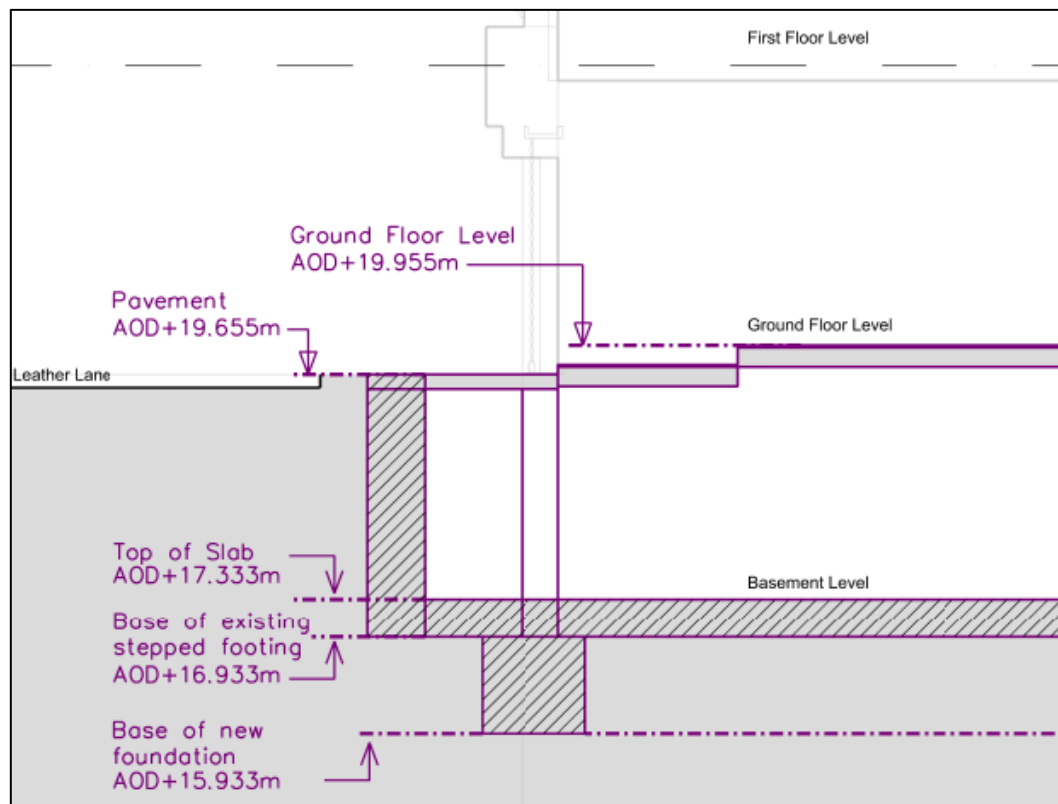 First Floor Level
Ground Floor Level
AOD+19.955m
Pavement
AOD+19.655m
Ground Floor Level
Leather Lane
Top of Slab
AOD+17.333m
Basement Level
Base of existing
stepped footing
AOD+16.933m
Base of new
foundation
AOD+15.933m